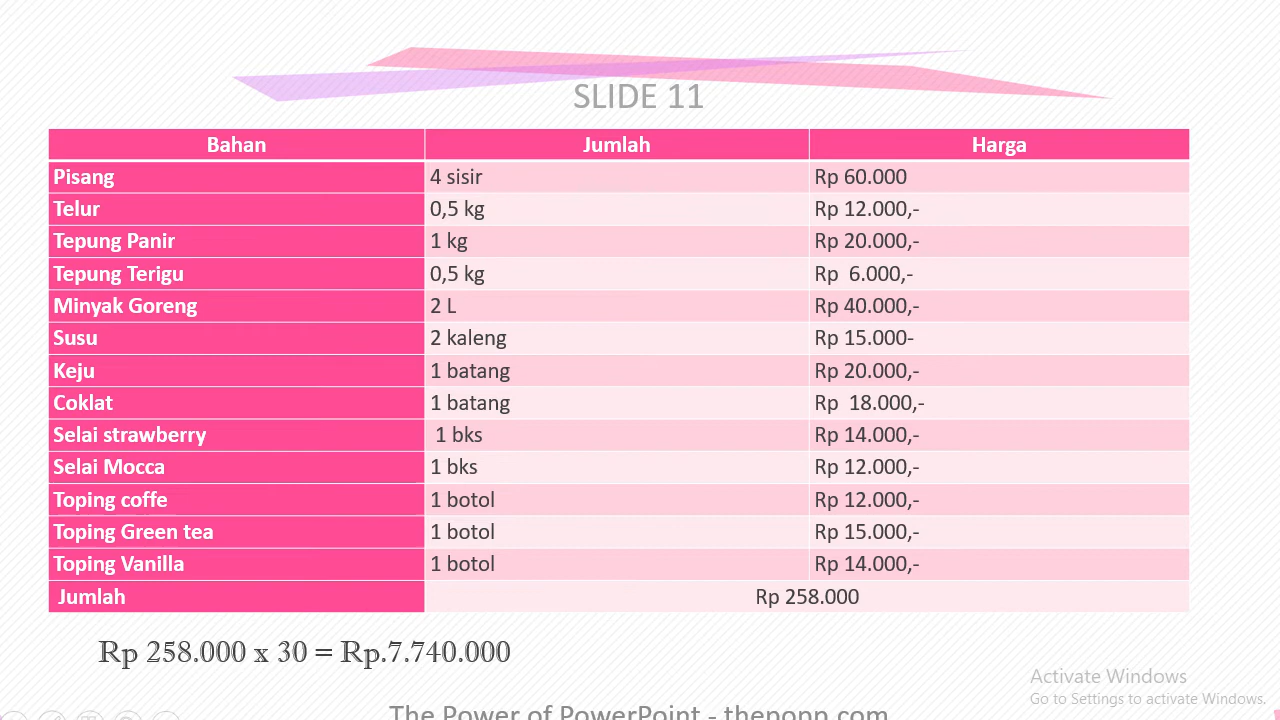 SLIDE 11
Bahan Jumlah Harga
Pisang 4 sisir Rp 60.000
Telur 0,5 kg Rp 12.000,-
Tepung Panir 1 kg Rp 20.000,-
Tepung Terigu 0,5 kg Rp  6.000,-
Minyak Goreng 2 L Rp 40.000,-
Susu 2 kaleng Rp 15.000-
Keju 1 batang Rp 20.000,-
Coklat 1 batang Rp  18.000,-
Selai strawberry 1 bks Rp 14.000,-
Selai Mocca 1 bks Rp 12.000,-
Toping coffe 1 botol Rp 12.000,-
Toping Green tea 1 botol Rp 15.000,-
Toping Vanilla 1 botol Rp 14.000,-
Jumlah Rp 258.000
Rp 258.000 x 30 = Rp.7.740.000
Activate Windows
Go to Settings to activate Windows.
The Power of PowerPoint - thepopp.com